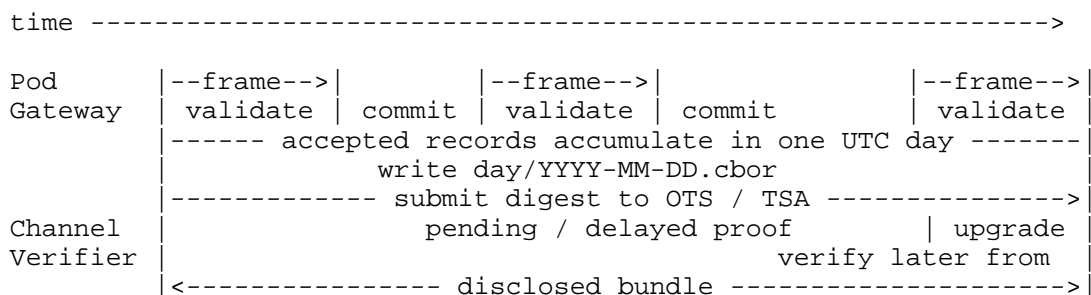 time ------------------------------------------------------------>
Pod      |--frame-->|        |--frame-->|               |--frame-->|
Gateway  | validate | commit | validate | commit        | validate |
         |------ accepted records accumulate in one UTC day -------|
         |             write day/YYYY-MM-DD.cbor                   |
         |------------- submit digest to OTS / TSA --------------->|
Channel  |                pending / delayed proof       | upgrade |
Verifier |                                      verify later from  |
         |<---------------- disclosed bundle --------------------->|